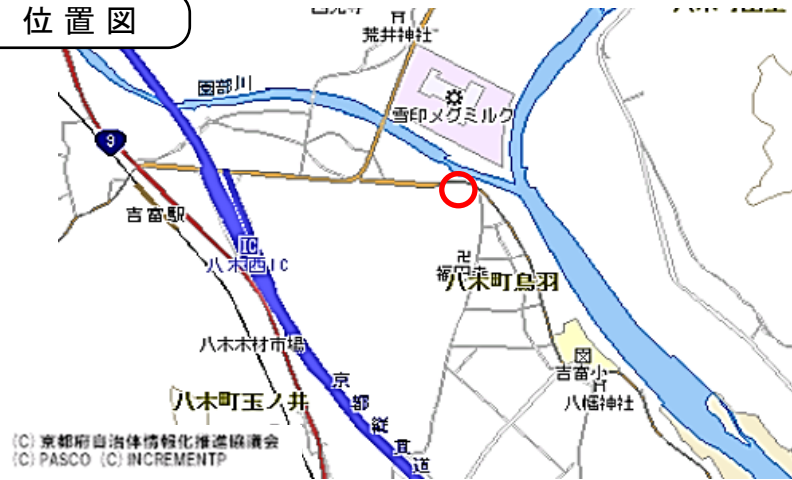 位置図
荒井神社
園部川
雪印メグミルク
9
吉富駅
IC
八木西IC
八木町鳥羽
八木木材市場
吉富小
八幡神社
八木町玉ノ井
京都縦貫道
(C) 京都府自治体情報化推進協議会
(C) PASCO (C) INCREMENTP